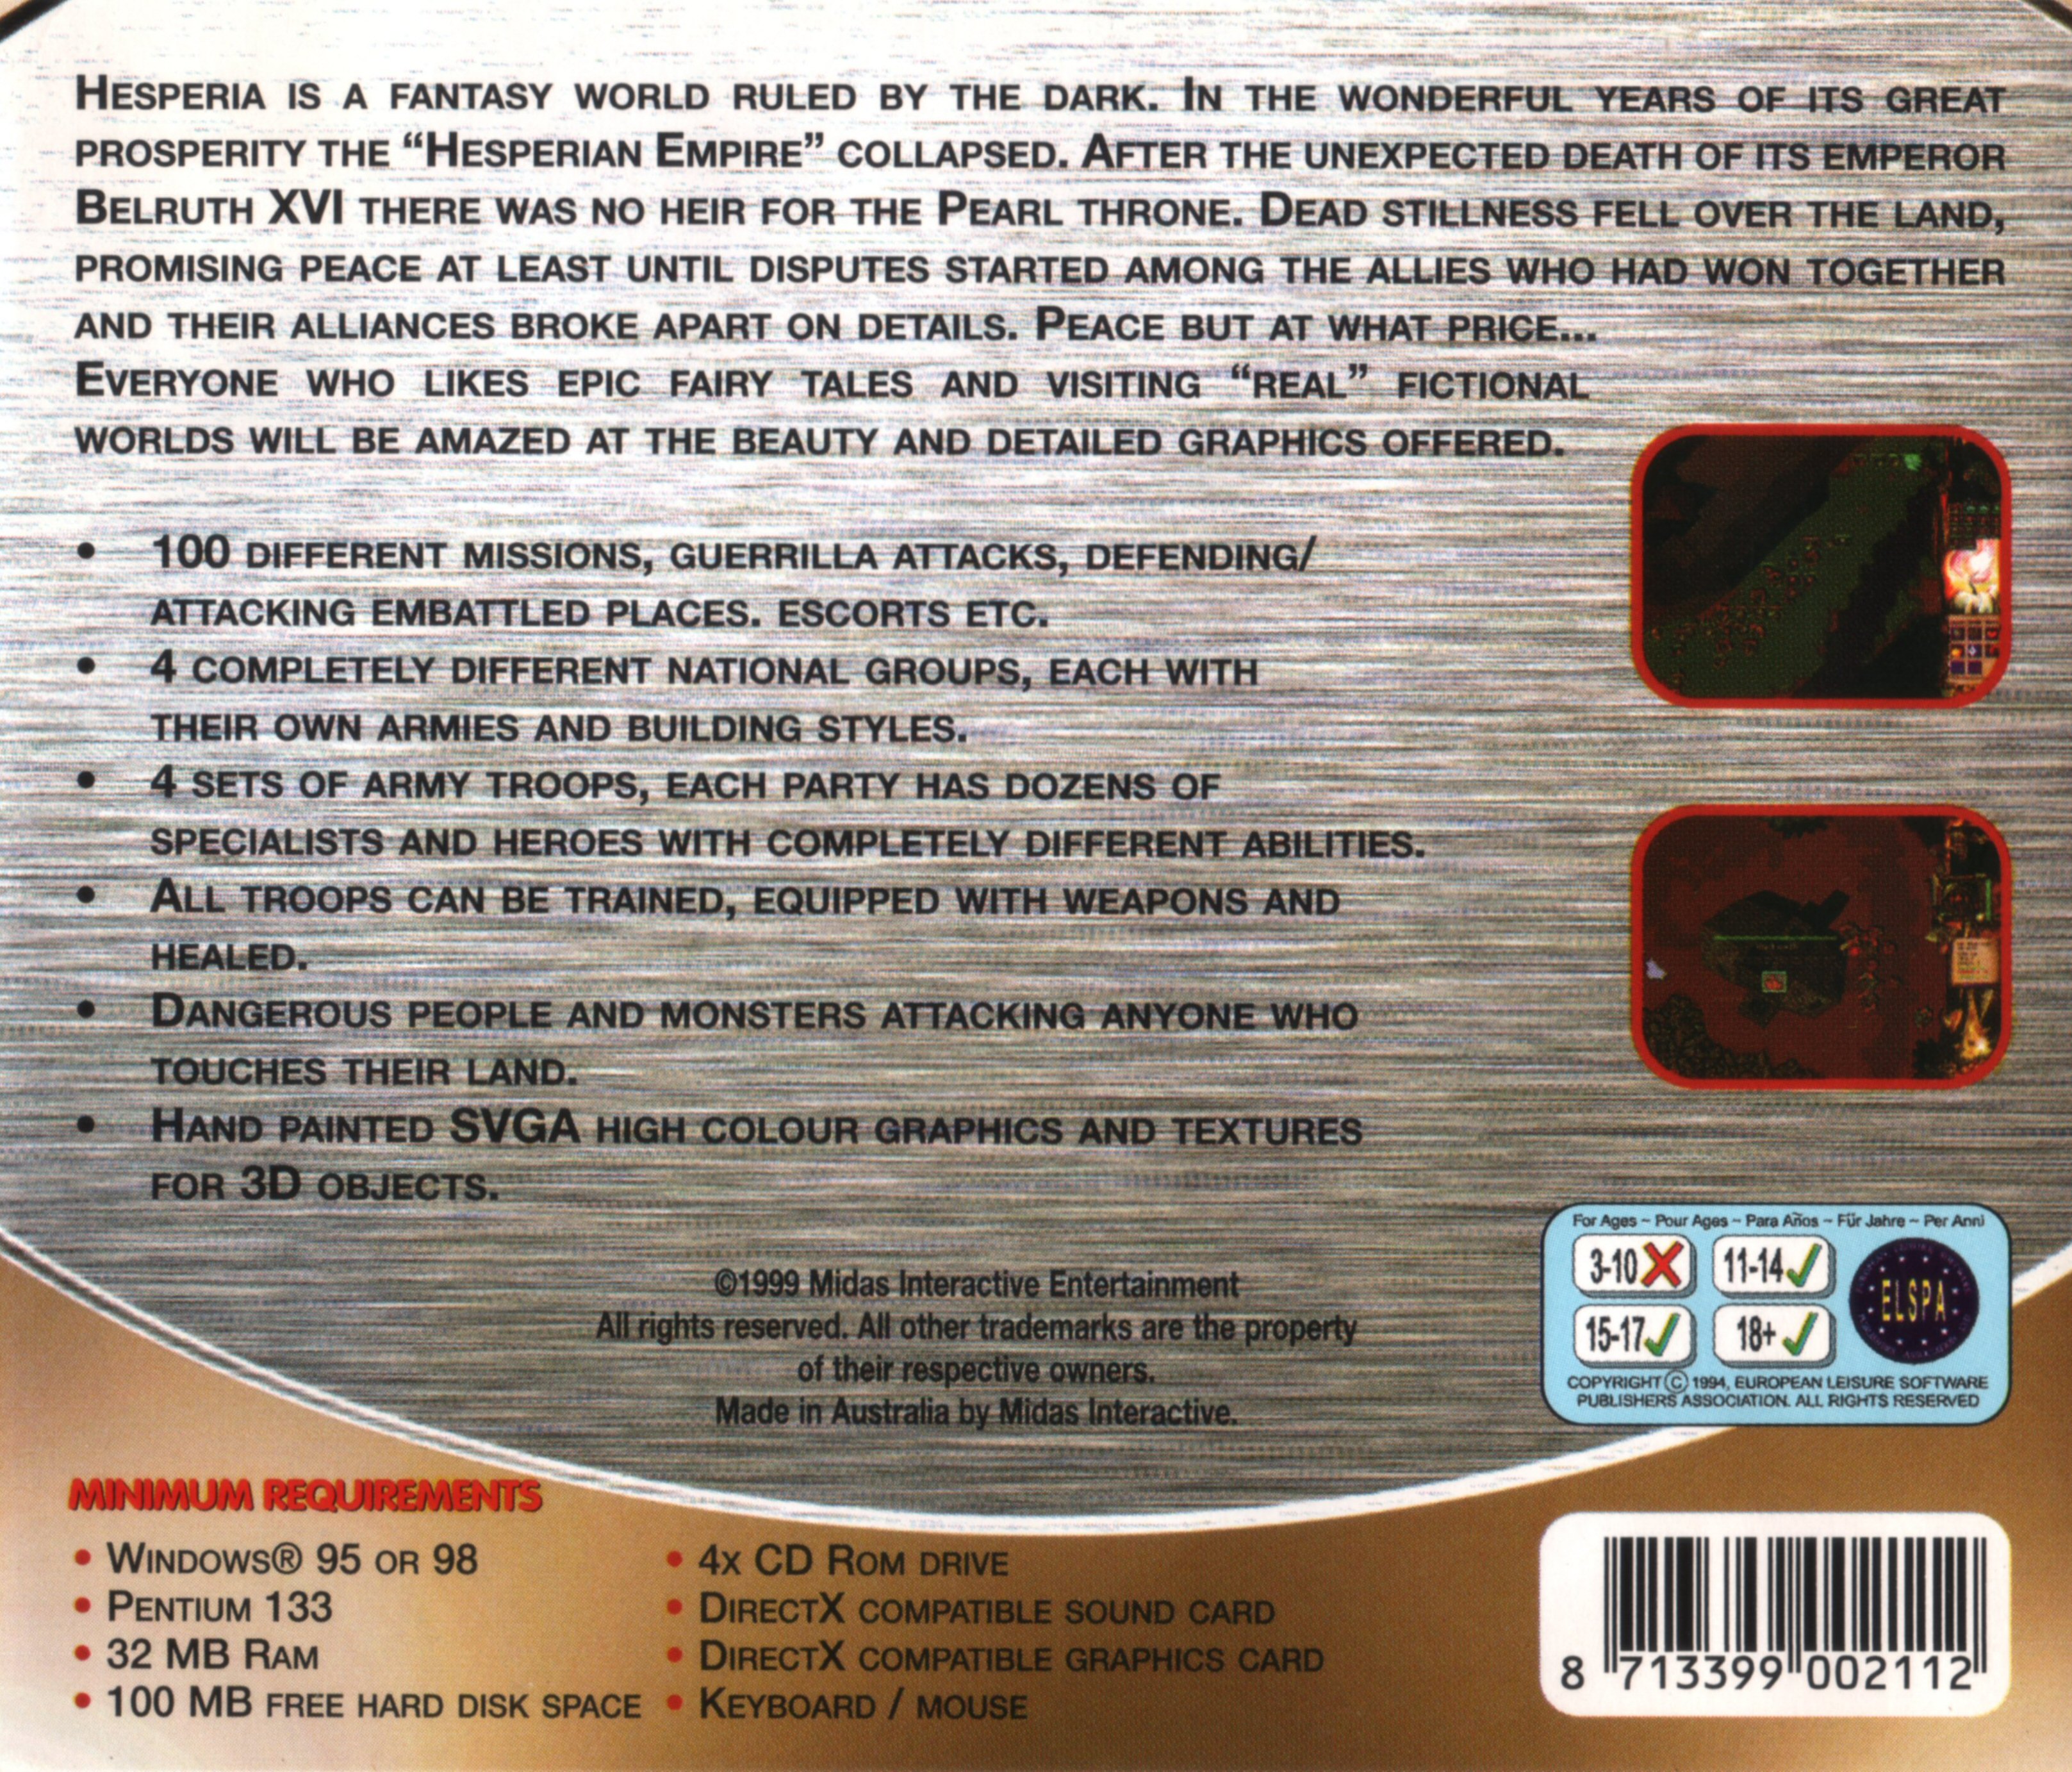 Hesperia is a fantasy world ruled by the dark. In the wonderful years of its great
prosperity the “Hesperian Empire” collapsed. After the unexpected death of its emperor
Belruth XVI there was no heir for the Pearl throne. Dead stillness fell over the land,
promising peace at least until disputes started among the allies who had won together
and their alliances broke apart on details. Peace but at what price...
Everyone who likes epic fairy tales and visiting “real” fictional
worlds will be amazed at the beauty and detailed graphics offered.
• 100 different missions, guerrilla attacks, defending/
attacking embattled places. escorts etc.
• 4 completely different national groups, each with
their own armies and building styles.
• 4 sets of army troops, each party has dozens of
specialists and heroes with completely different abilities.
• All troops can be trained, equipped with weapons and
healed.
• Dangerous people and monsters attacking anyone who
touches their land.
• Hand painted SVGA high colour graphics and textures
for 3D objects.
©1999 Midas Interactive Entertainment
All rights reserved. All other trademarks are the property
of their respective owners.
Made in Australia by Midas Interactive.
For Ages ~ Pour Ages ~ Para Años ~ Für Jahre ~ Per Anni
3-10 11-14
15-17 18+
ELSPA
COPYRIGHT © 1994, EUROPEAN LEISURE SOFTWARE
PUBLISHERS ASSOCIATION. ALL RIGHTS RESERVED
MINIMUM REQUIREMENTS
• Windows® 95 or 98
• Pentium 133
• 32 MB Ram
• 100 MB free hard disk space
• 4x CD Rom drive
• DirectX compatible sound card
• DirectX compatible graphics card
• Keyboard / mouse
8 713399 002112